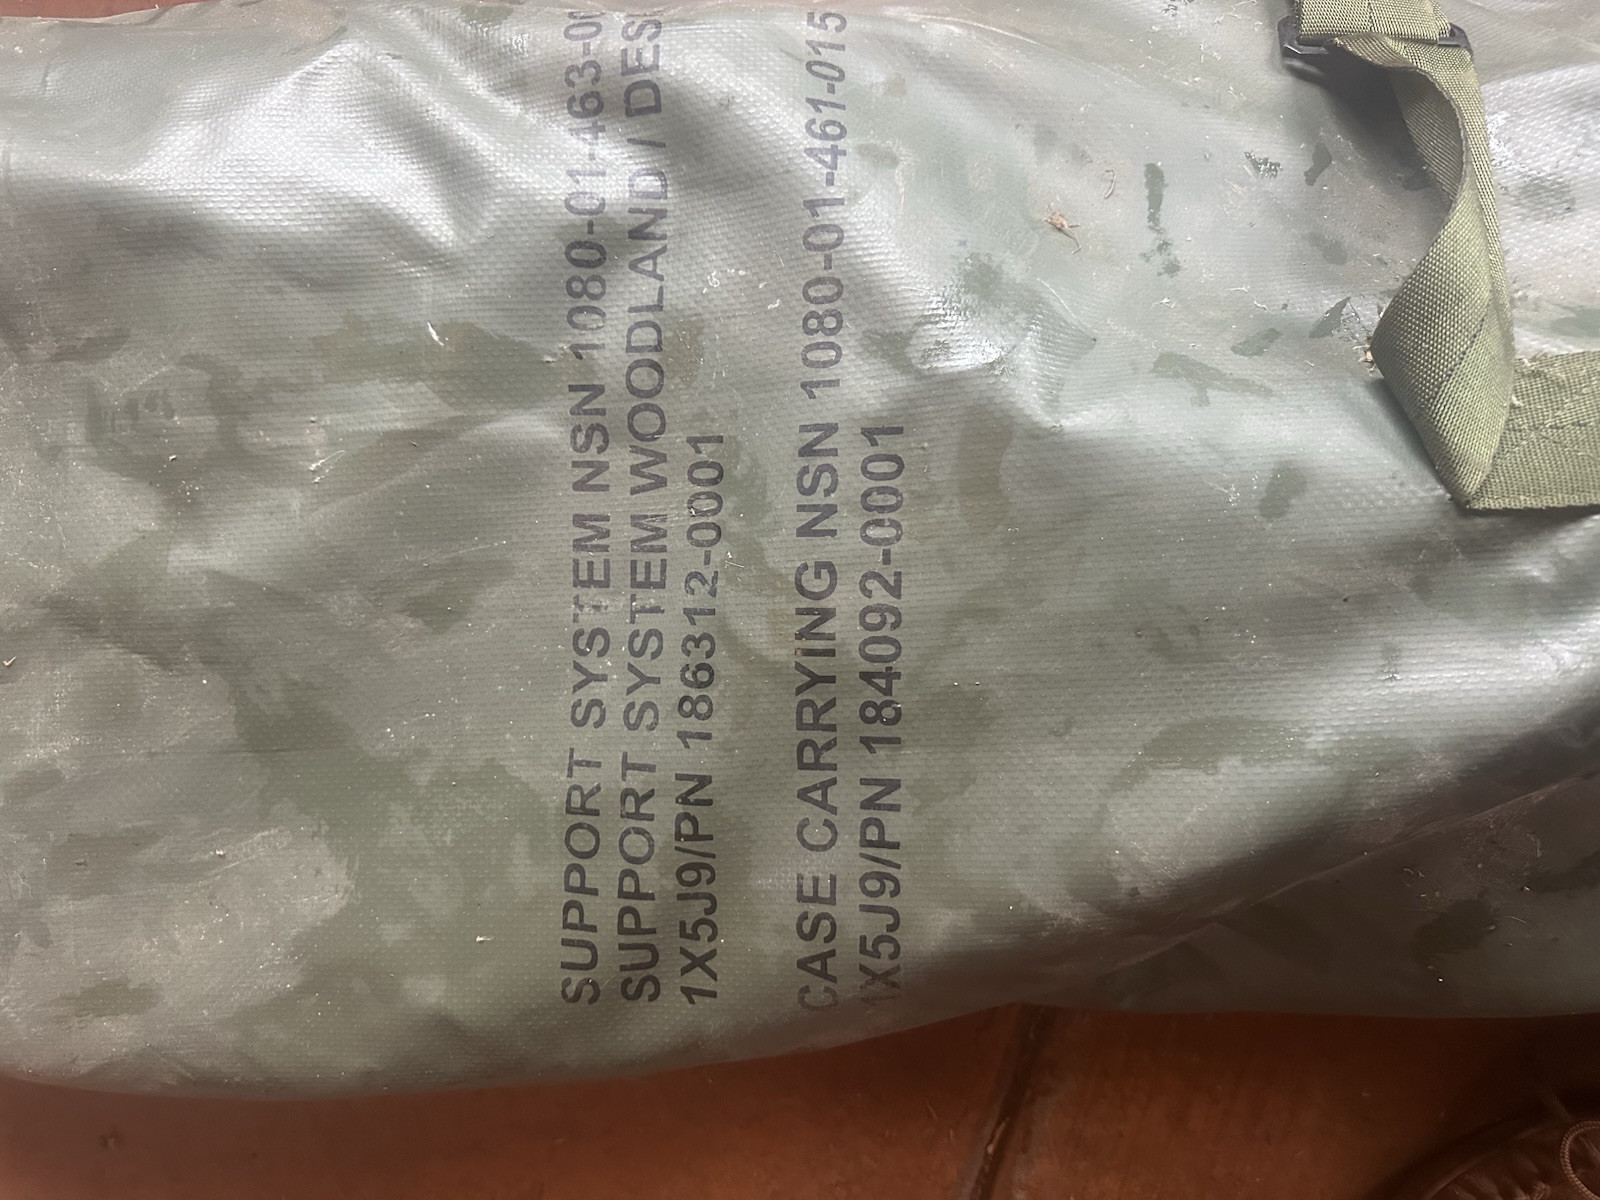 SUPPORT SYSTEM NSN 1080-01-463-0
SUPPORT SYSTEM WOODLAND / DES
1X5J9/PN 186312-0001
CASE CARRYING NSN 1080-01-461-015
1X5J9/PN 184092-0001